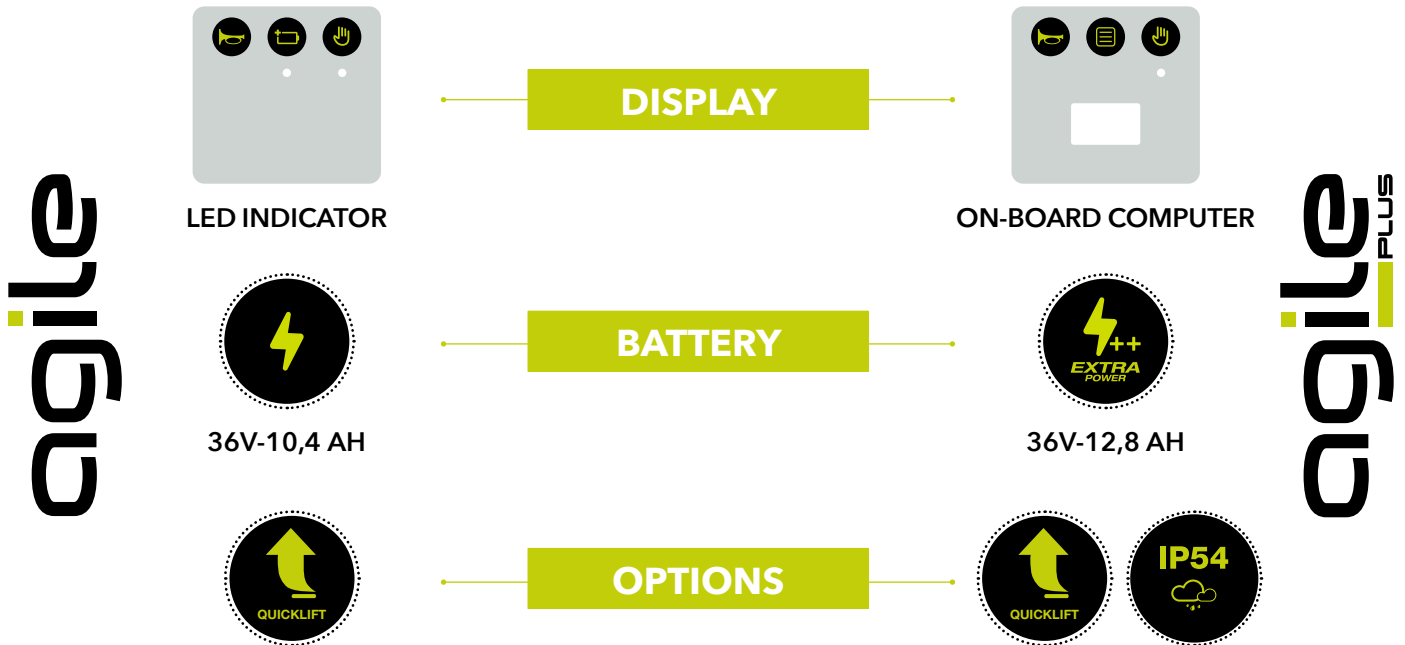 agile
DISPLAY
LED INDICATOR
ON-BOARD COMPUTER
BATTERY
EXTRA
POWER
36V-10,4 AH
36V-12,8 AH
OPTIONS
QUICKLIFT
QUICKLIFT
IP54
agile
PLUS